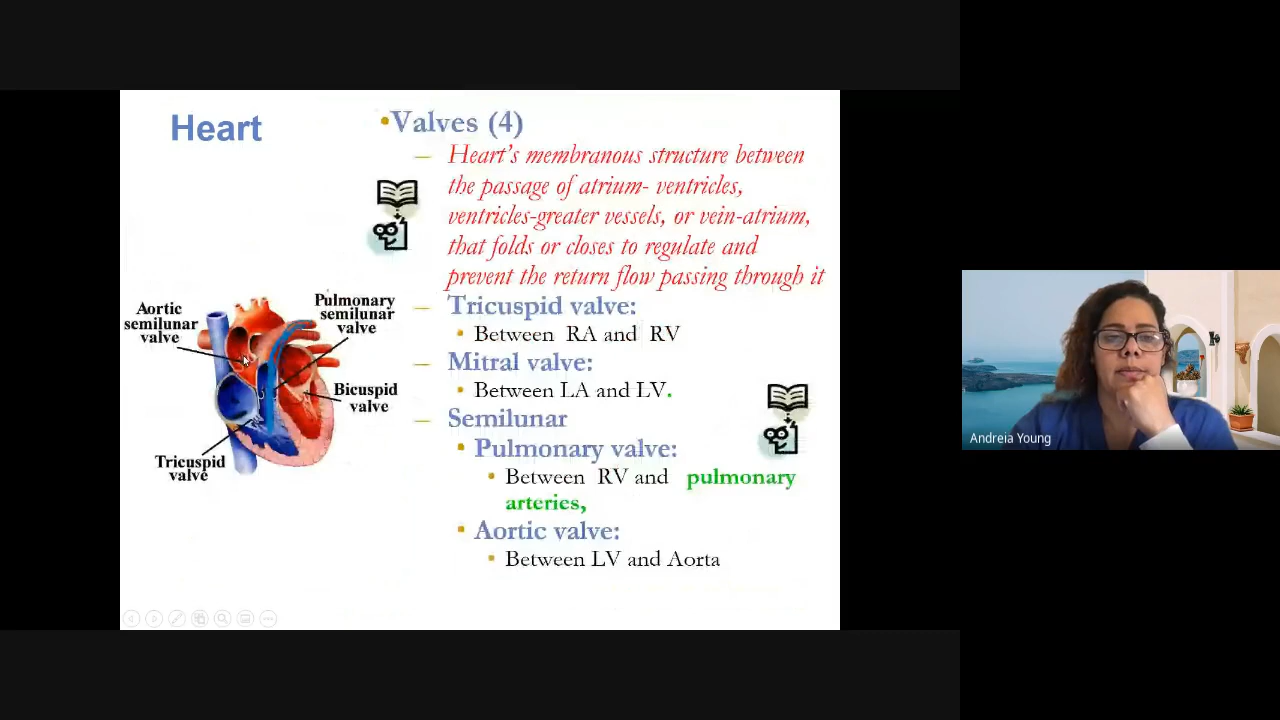 Heart
•Valves (4)
– Heart's membranous structure between
the passage of atrium- ventricles,
ventricles-greater vessels, or vein-atrium,
that folds or closes to regulate and
prevent the return flow passing through it
– Tricuspid valve:
• Between RA and RV
– Mitral valve:
• Between LA and LV.
– Semilunar
• Pulmonary valve:
• Between RV and pulmonary
arteries,
• Aortic valve:
• Between LV and Aorta
Aortic
semilunar
valve
Pulmonary
semilunar
valve
Bicuspid
valve
Tricuspid
valve
Andreia Young